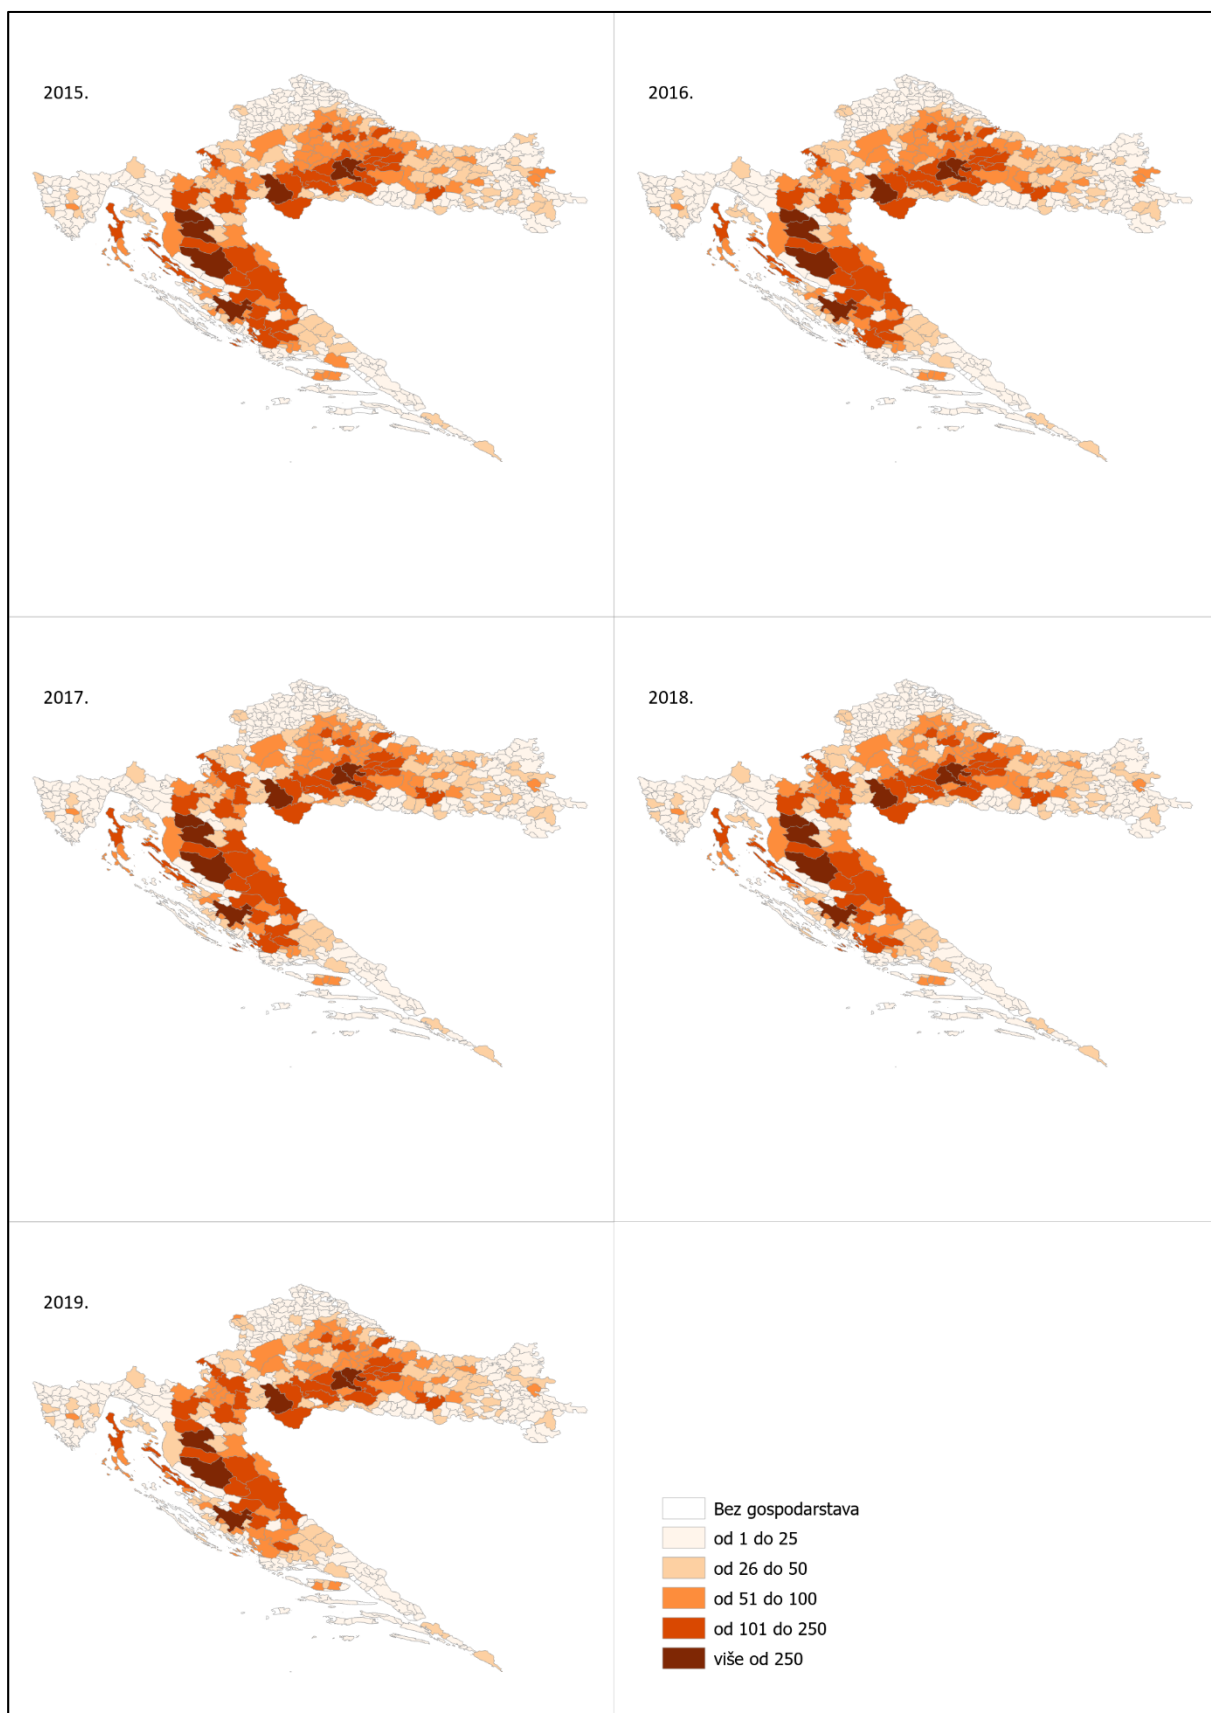 2015.
2016.
2017.
2018.
2019.
Bez gospodarstava
od 1 do 25
od 26 do 50
od 51 do 100
od 101 do 250
više od 250